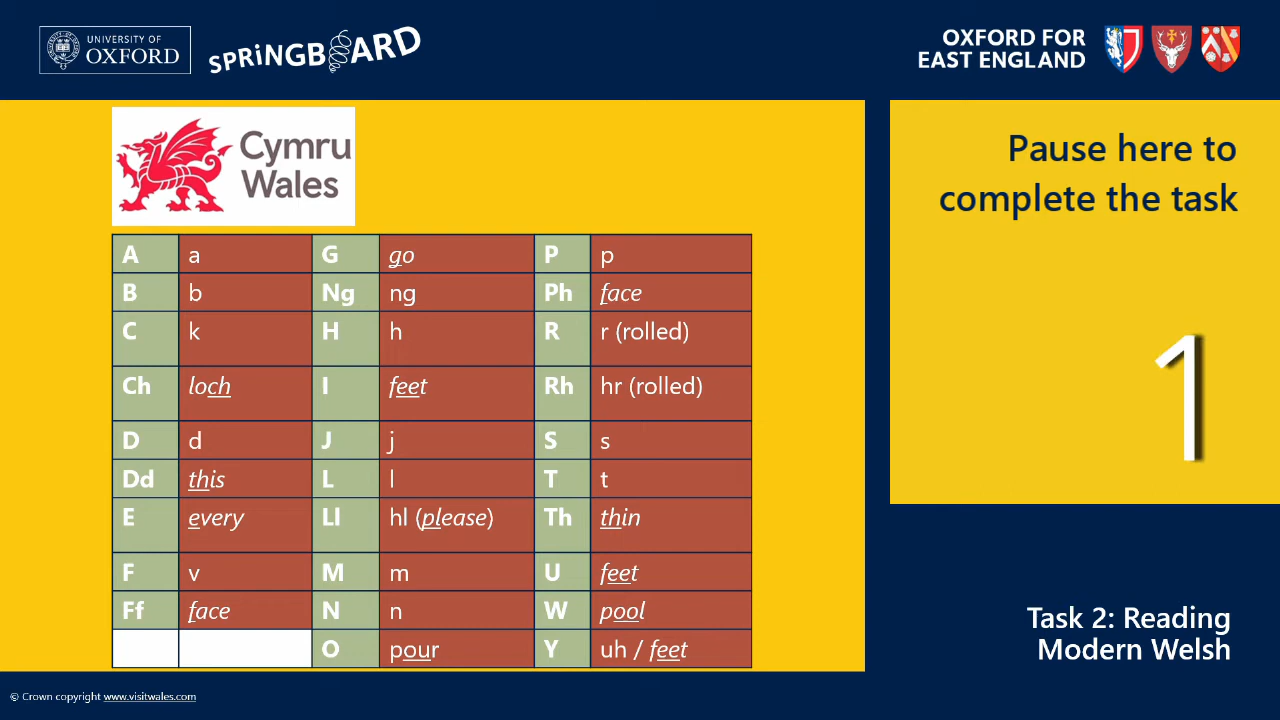 UNIVERSITY OF
OXFORD
SPRiNGBOARD
OXFORD FOR
EAST ENGLAND
Cymru
Wales
Pause here to
complete the task
1
A a G go P p
B b Ng ng Ph face
C k H h R r (rolled)
Ch loch I feet Rh hr (rolled)
D d J j S s
Dd this L l T t
E every Ll hl (please) Th thin
F v M m U feet
Ff face N n W pool
O pour Y uh / feet
Task 2: Reading
Modern Welsh
© Crown copyright www.visitwales.com